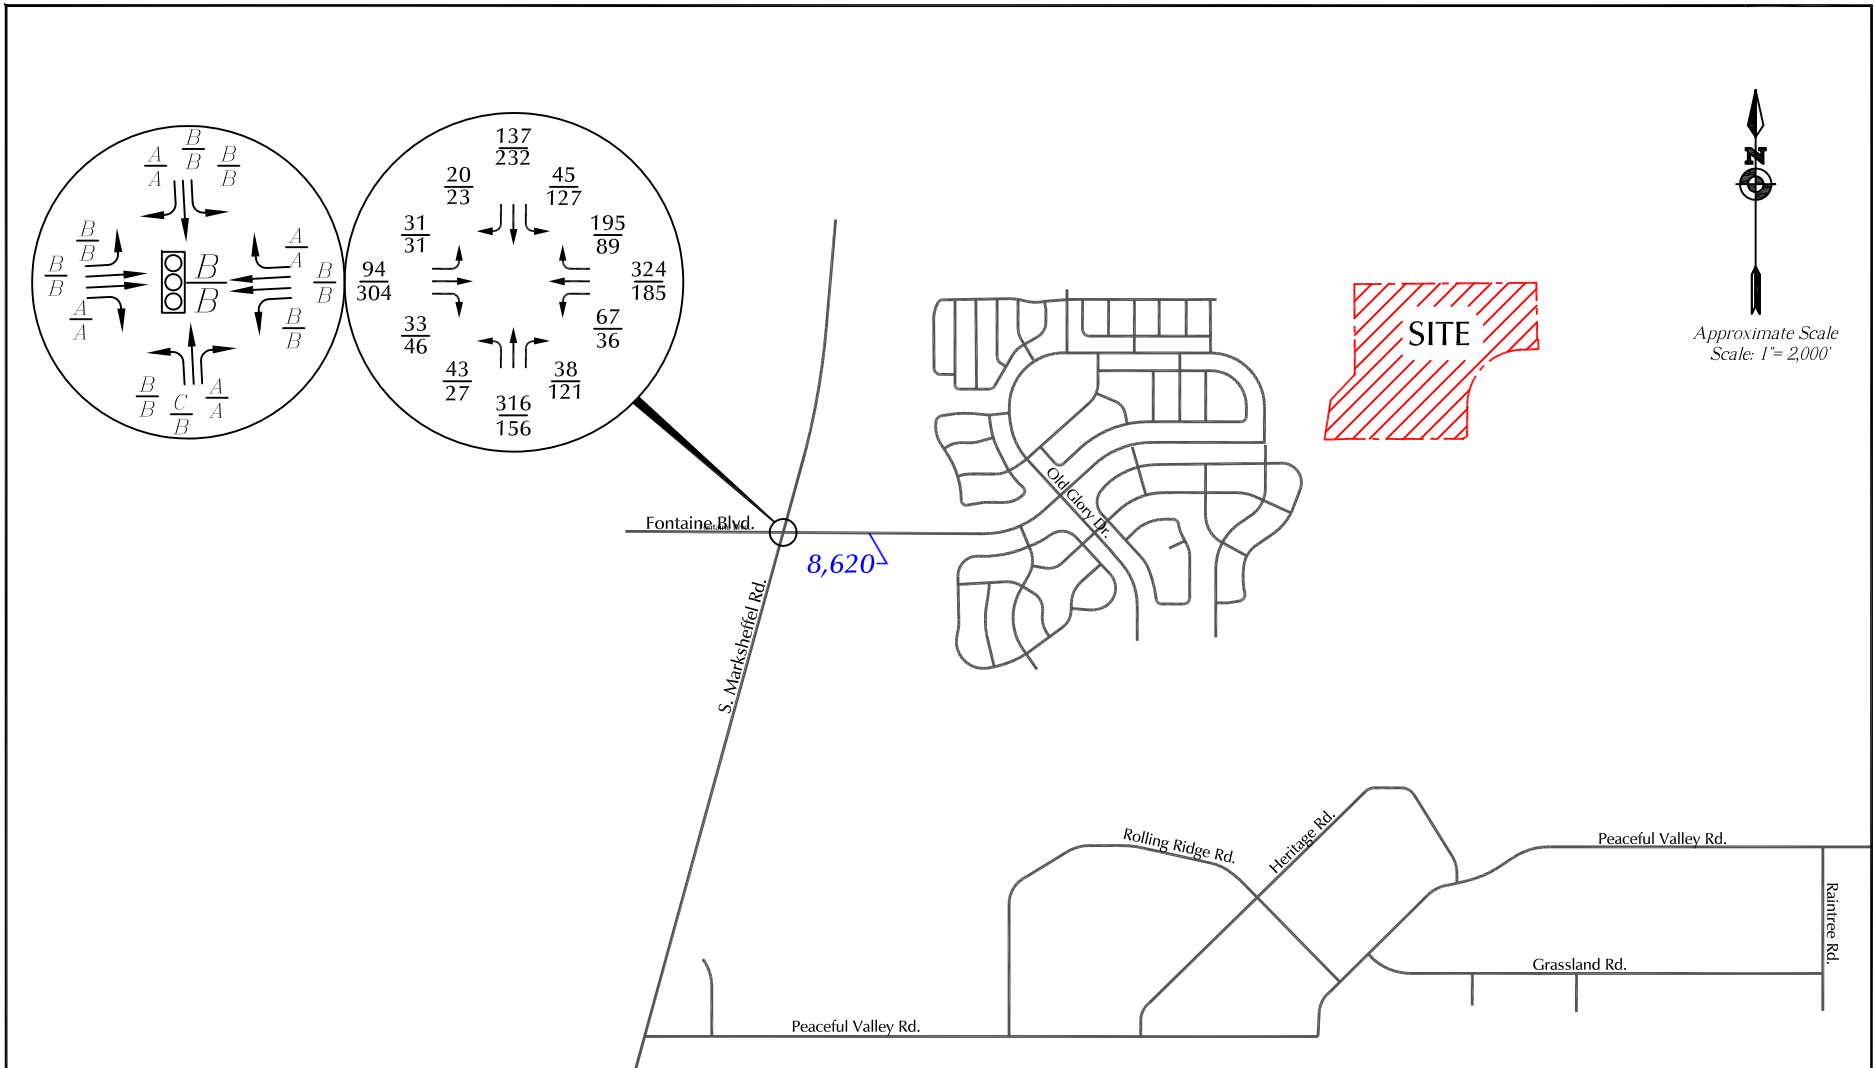 B
B
A
A
B
B
B
B
B
B
A
A
A
A
B
B
B
B
B
B
B
B
C
B
A
A
B
B
137
232
20
23
45
127
31
31
195
89
94
304
324
185
33
46
67
36
43
27
38
121
316
156
N
Approximate Scale
Scale: 1"= 2,000'
SITE
Old Glory Dr.
Fontaine Blvd.
8,620
S. Marksheffel Rd.
Rolling Ridge Rd.
Heritage Rd.
Peaceful Valley Rd.
Raintree Rd.
Grassland Rd.
Peaceful Valley Rd.